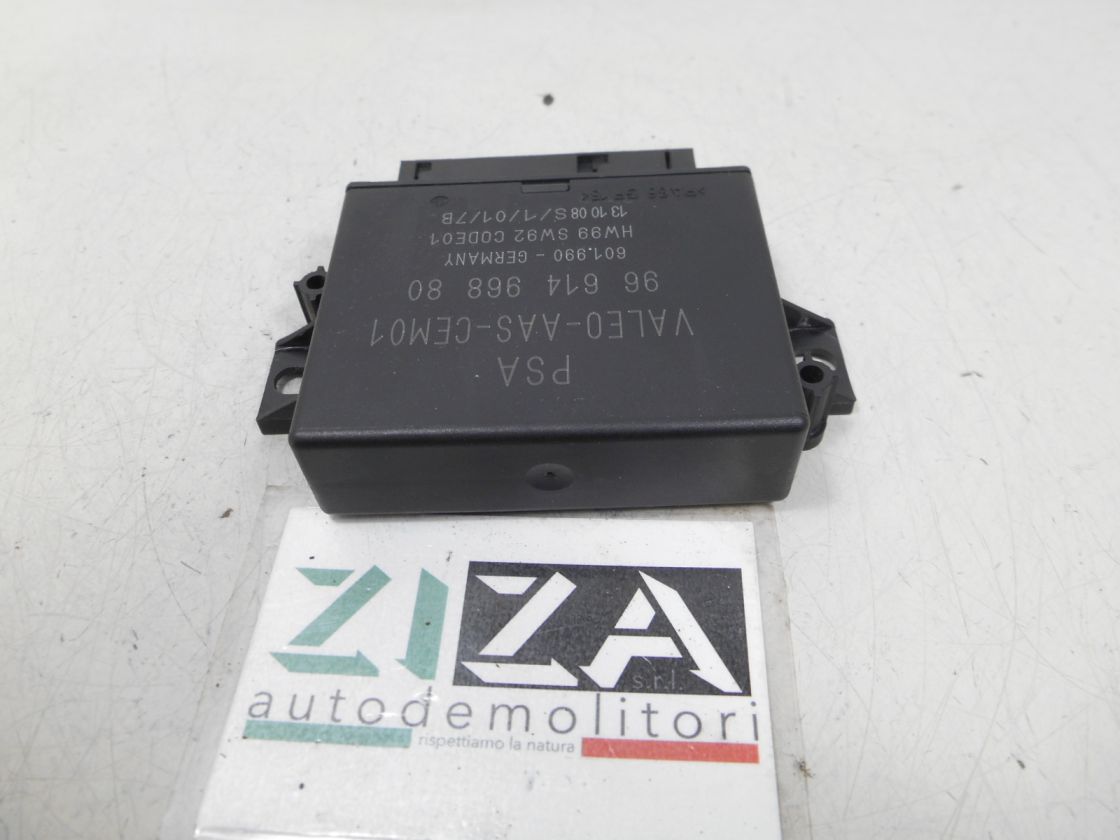 PSA
VALEO-AAS-CEM01
96 614 968 80
601.990 - GERMANY
HW99 SW92 CODE01
13 10 08 S/1/01/7B
ZIZA
s.r.l.
autodemolitori
rispettiamo la natura